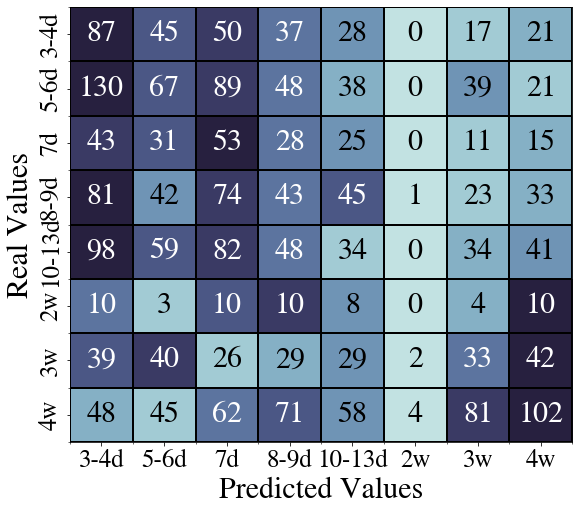 Real Values
3-4d 87 45 50 37 28 0 17 21
5-6d 130 67 89 48 38 0 39 21
7d 43 31 53 28 25 0 11 15
8-9d 81 42 74 43 45 1 23 33
10-13d 98 59 82 48 34 0 34 41
2w 10 3 10 10 8 0 4 10
3w 39 40 26 29 29 2 33 42
4w 48 45 62 71 58 4 81 102
3-4d 5-6d 7d 8-9d 10-13d 2w 3w 4w
Predicted Values